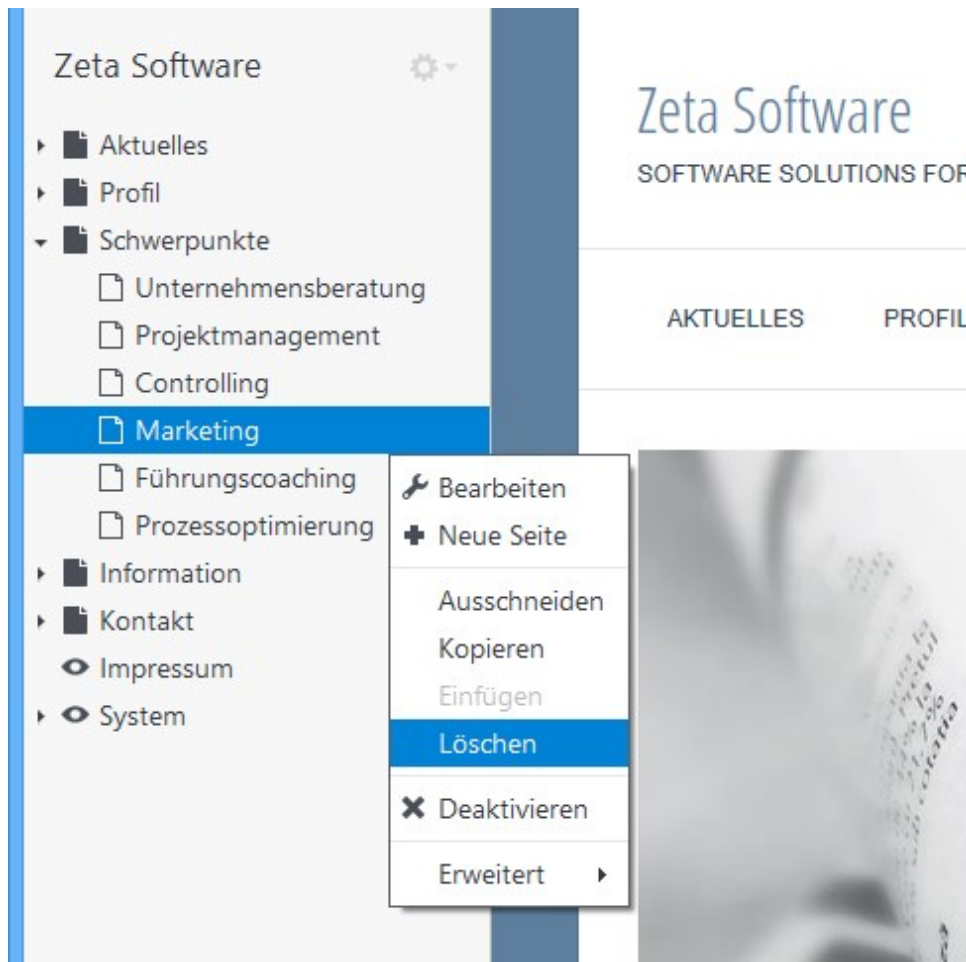 Zeta Software
Aktuelles
Profil
Schwerpunkte
Unternehmensberatung
Projektmanagement
Controlling
Marketing
Führungscoaching
Prozessoptimierung
Information
Kontakt
Impressum
System
Bearbeiten
Neue Seite
Ausschneiden
Kopieren
Einfügen
Löschen
Deaktivieren
Erweitert
Zeta Software
SOFTWARE SOLUTIONS FOR
AKTUELLES PROFIL